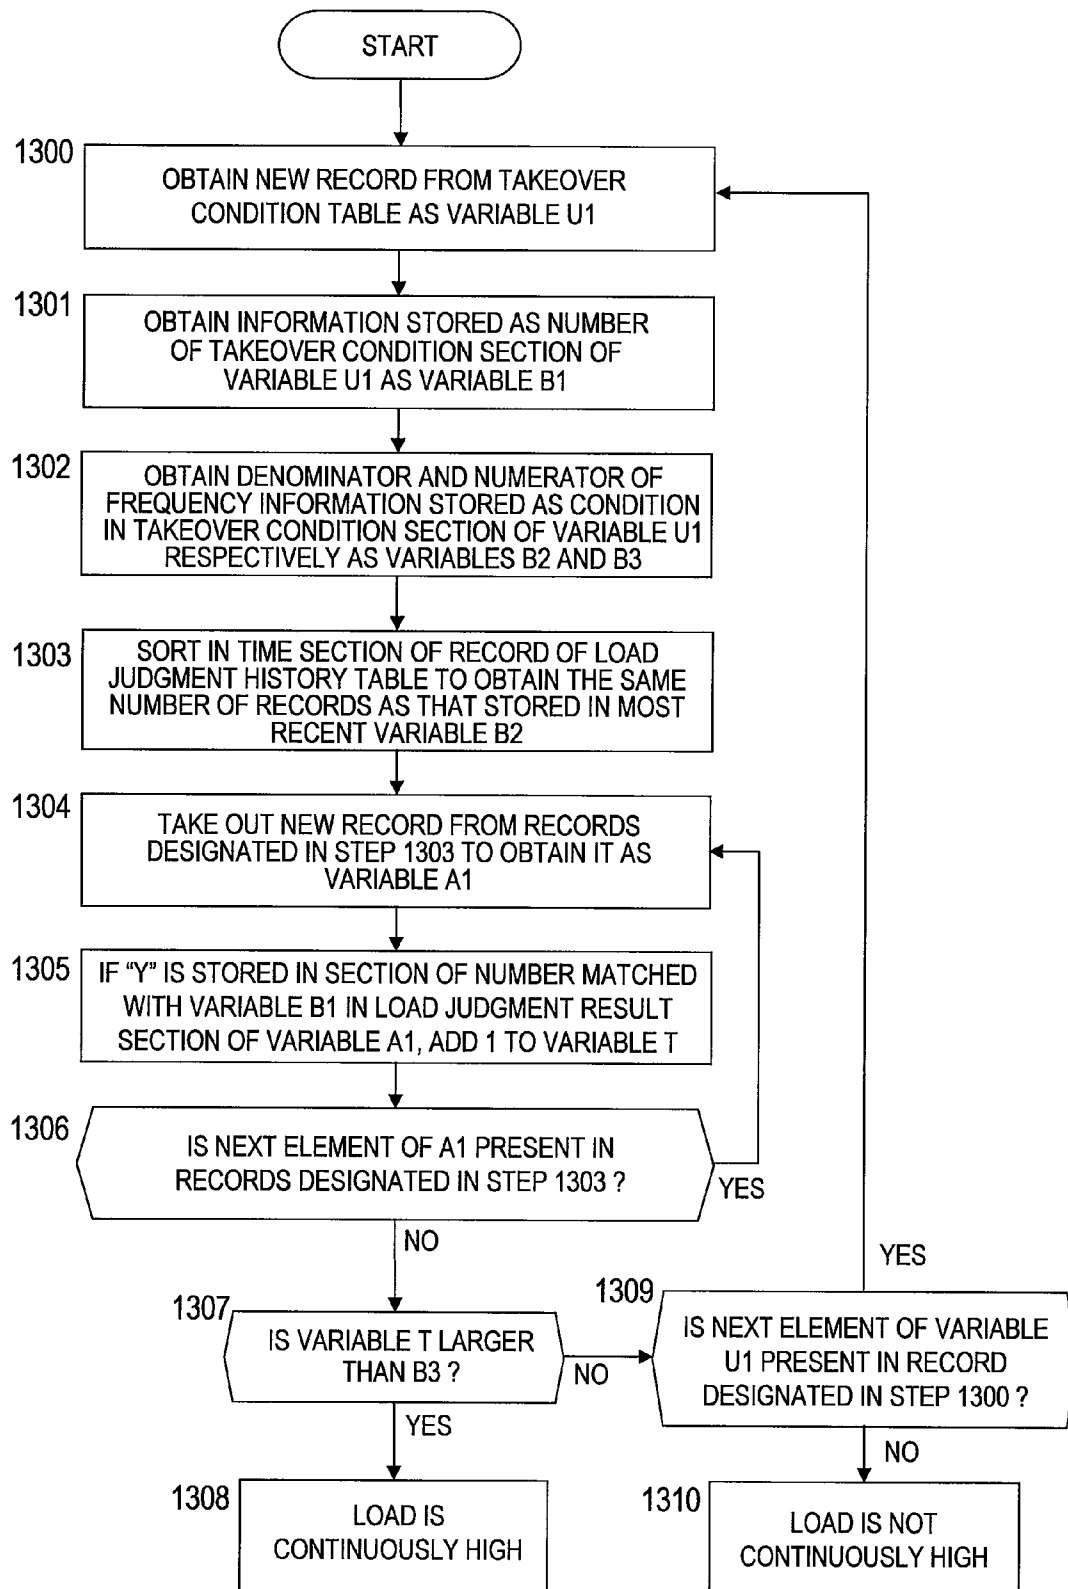 START
1300
OBTAIN NEW RECORD FROM TAKEOVER
CONDITION TABLE AS VARIABLE U1
1301
OBTAIN INFORMATION STORED AS NUMBER
OF TAKEOVER CONDITION SECTION OF
VARIABLE U1 AS VARIABLE B1
1302
OBTAIN DENOMINATOR AND NUMERATOR OF
FREQUENCY INFORMATION STORED AS CONDITION
IN TAKEOVER CONDITION SECTION OF VARIABLE U1
RESPECTIVELY AS VARIABLES B2 AND B3
1303
SORT IN TIME SECTION OF RECORD OF LOAD
JUDGMENT HISTORY TABLE TO OBTAIN THE SAME
NUMBER OF RECORDS AS THAT STORED IN MOST
RECENT VARIABLE B2
1304
TAKE OUT NEW RECORD FROM RECORDS
DESIGNATED IN STEP 1303 TO OBTAIN IT AS
VARIABLE A1
1305
IF “Y” IS STORED IN SECTION OF NUMBER MATCHED
WITH VARIABLE B1 IN LOAD JUDGMENT RESULT
SECTION OF VARIABLE A1, ADD 1 TO VARIABLE T
1306
IS NEXT ELEMENT OF A1 PRESENT IN
RECORDS DESIGNATED IN STEP 1303 ?
YES
NO
1307
IS VARIABLE T LARGER
THAN B3 ?
NO
YES
1309
YES
IS NEXT ELEMENT OF VARIABLE
U1 PRESENT IN RECORD
DESIGNATED IN STEP 1300 ?
NO
1308
LOAD IS
CONTINUOUSLY HIGH
1310
LOAD IS NOT
CONTINUOUSLY HIGH